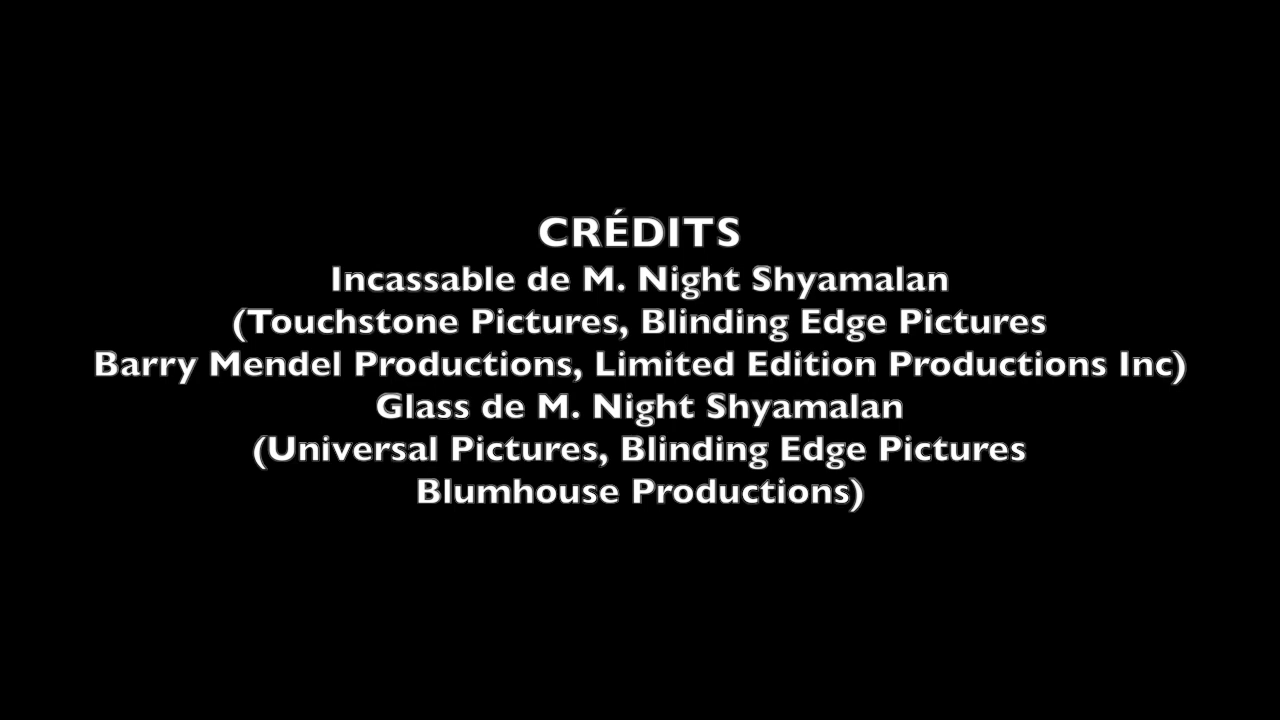 CRÉDITS
Incassable de M. Night Shyamalan
(Touchstone Pictures, Blinding Edge Pictures
Barry Mendel Productions, Limited Edition Productions Inc)
Glass de M. Night Shyamalan
(Universal Pictures, Blinding Edge Pictures
Blumhouse Productions)